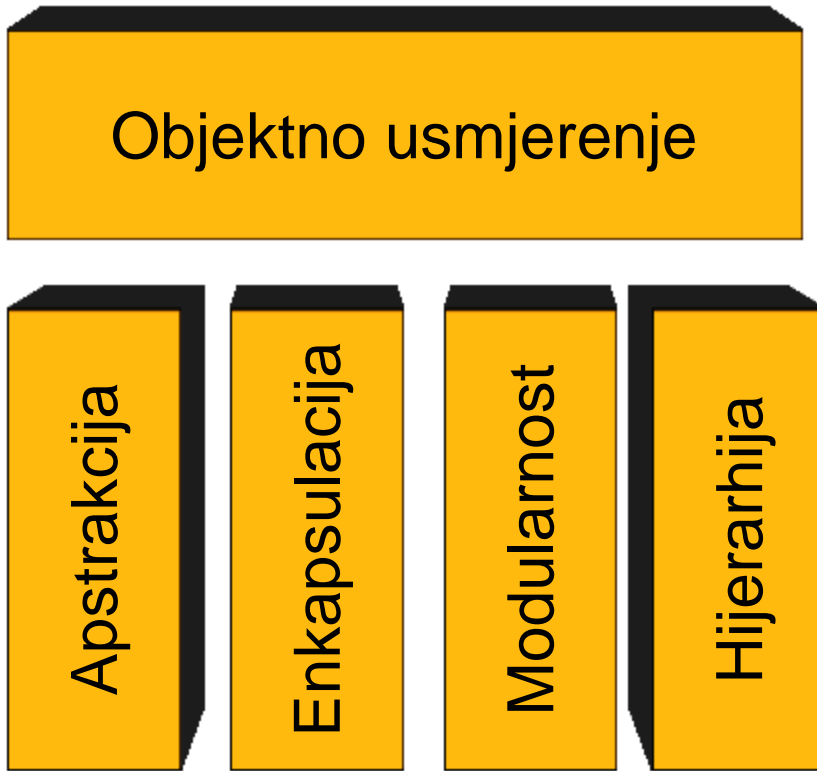 Objektno usmjerenje
Apstrakcija
Enkapsulacija
Modularnost
Hijerarhija